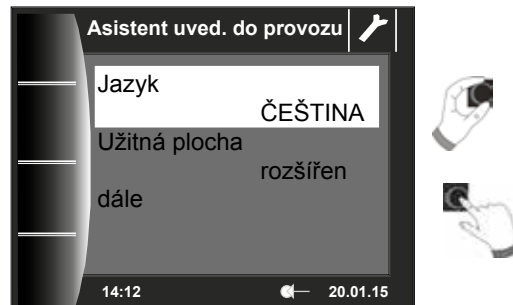 Asistent uved. do provozu
Jazyk
ČEŠTINA
Užitná plocha
rozšířen
dále
14:12 20.01.15